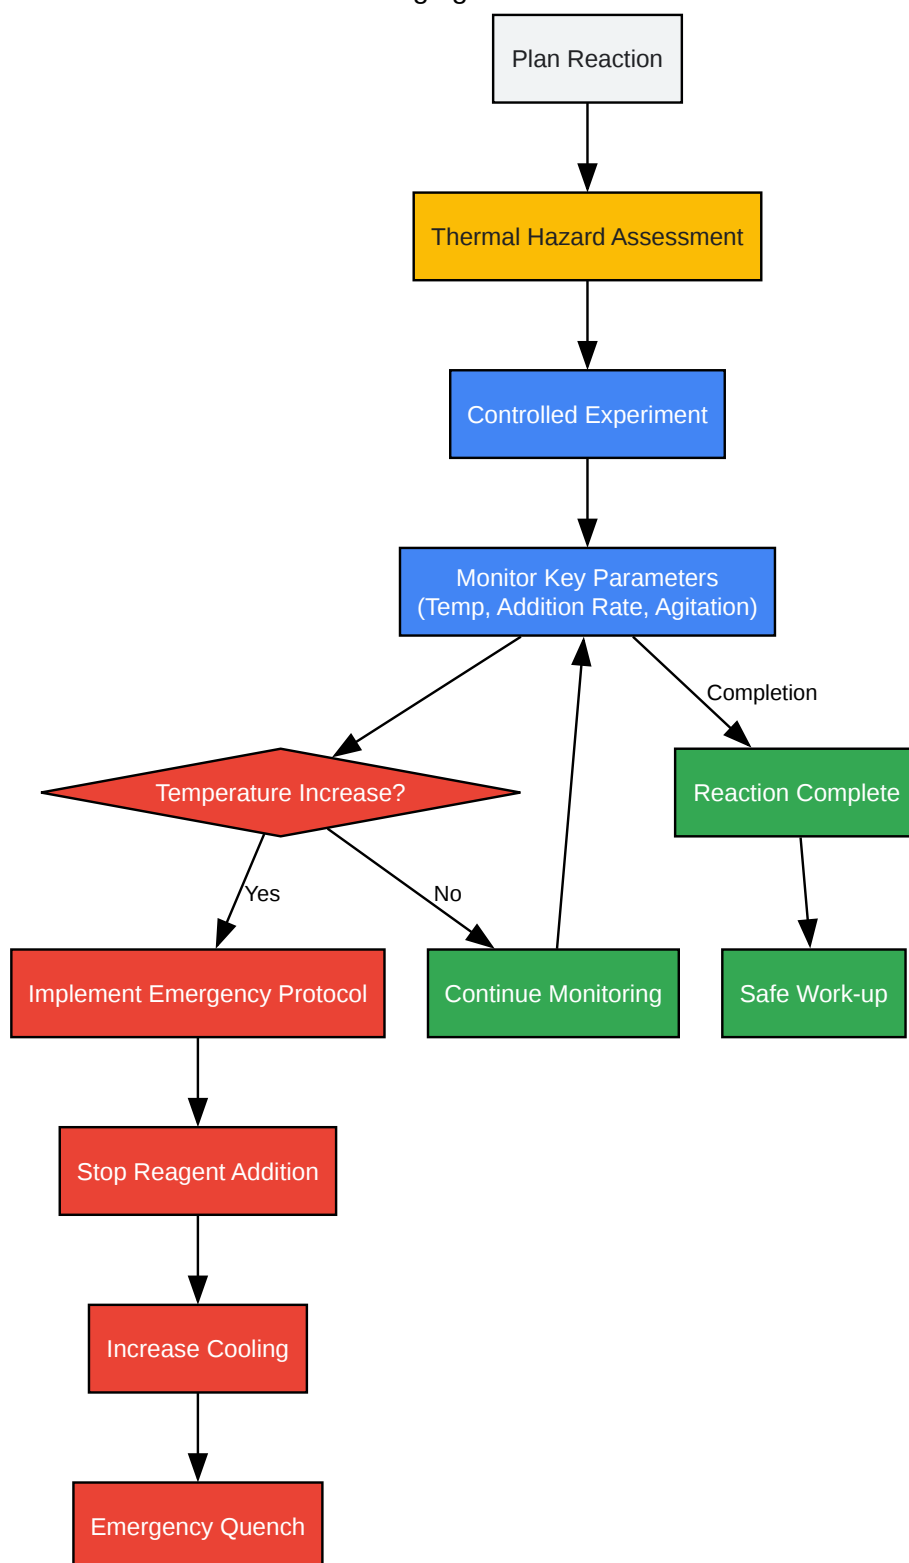 Plan Reaction
Thermal Hazard Assessment
Controlled Experiment
Monitor Key Parameters
(Temp, Addition Rate, Agitation)
Completion
Temperature Increase?
Reaction Complete
Yes
No
Implement Emergency Protocol
Continue Monitoring
Safe Work-up
Stop Reagent Addition
Increase Cooling
Emergency Quench